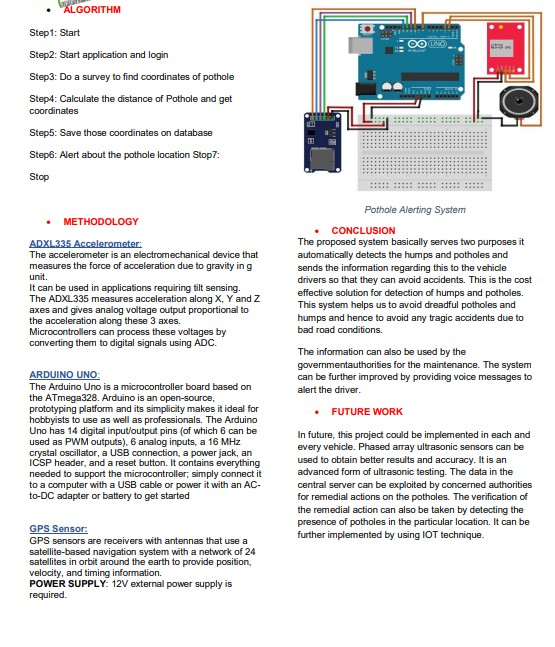 • ALGORITHM
Step1: Start
Step2: Start application and login
Step3: Do a survey to find coordinates of pothole
Step4: Calculate the distance of Pothole and get
coordinates
Step5: Save those coordinates on database
Step6: Alert about the pothole location Stop7:
Stop
• METHODOLOGY
ADXL335 Accelerometer:
The accelerometer is an electromechanical device that
measures the force of acceleration due to gravity in g
unit.
It can be used in applications requiring tilt sensing.
The ADXL335 measures acceleration along X, Y and Z
axes and gives analog voltage output proportional to
the acceleration along these 3 axes.
Microcontrollers can process these voltages by
converting them to digital signals using ADC.
ARDUINO UNO:
The Arduino Uno is a microcontroller board based on
the ATmega328. Arduino is an open-source,
prototyping platform and its simplicity makes it ideal for
hobbyists to use as well as professionals. The Arduino
Uno has 14 digital input/output pins (of which 6 can be
used as PWM outputs), 6 analog inputs, a 16 MHz
crystal oscillator, a USB connection, a power jack, an
ICSP header, and a reset button. It contains everything
needed to support the microcontroller; simply connect it
to a computer with a USB cable or power it with an AC-
to-DC adapter or battery to get started
GPS Sensor:
GPS sensors are receivers with antennas that use a
satellite-based navigation system with a network of 24
satellites in orbit around the earth to provide position,
velocity, and timing information.
POWER SUPPLY: 12V external power supply is
required.
UNO
Pothole Alerting System
• CONCLUSION
The proposed system basically serves two purposes it
automatically detects the humps and potholes and
sends the information regarding this to the vehicle
drivers so that they can avoid accidents. This is the cost
effective solution for detection of humps and potholes.
This system helps us to avoid dreadful potholes and
humps and hence to avoid any tragic accidents due to
bad road conditions.
The information can also be used by the
governmentauthorities for the maintenance. The system
can be further improved by providing voice messages to
alert the driver.
• FUTURE WORK
In future, this project could be implemented in each and
every vehicle. Phased array ultrasonic sensors can be
used to obtain better results and accuracy. It is an
advanced form of ultrasonic testing. The data in the
central server can be exploited by concerned authorities
for remedial actions on the potholes. The verification of
the remedial action can also be taken by detecting the
presence of potholes in the particular location. It can be
further implemented by using IOT technique.